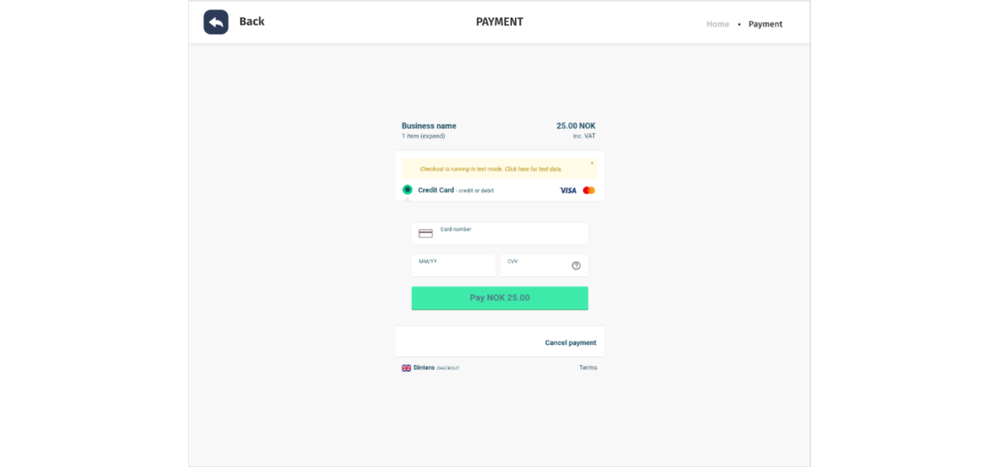 Back
PAYMENT
Home • Payment
Business name 25.00 NOK
1 item (expand) inc. VAT
Checkout is running in test mode. Click here for test data. ×
Credit Card - credit or debit VISA
Card number
MM/YY CVV ?
Pay NOK 25.00
Cancel payment
Dintero CHECKOUT Terms